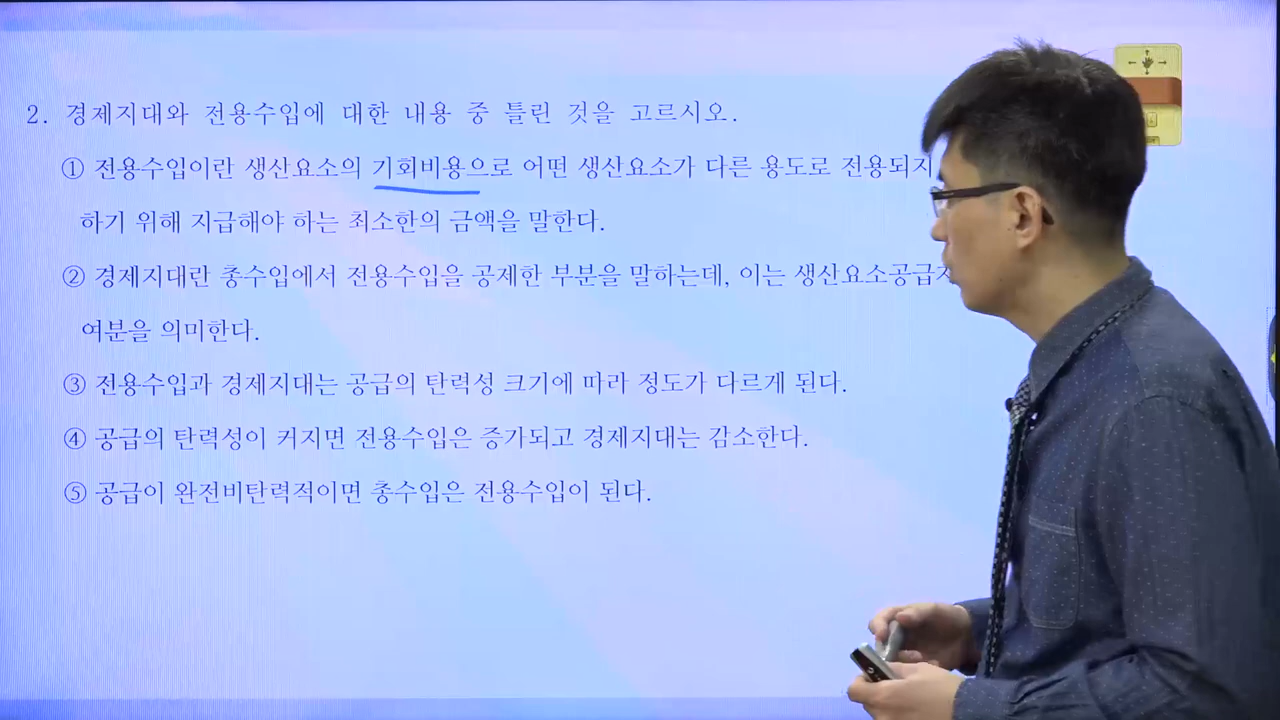 2. 경제지대와 전용수입에 대한 내용 중 틀린 것을 고르시오.
① 전용수입이란 생산요소의 기회비용으로 어떤 생산요소가 다른 용도로 전용되지
하기 위해 지급해야 하는 최소한의 금액을 말한다.
② 경제지대란 총수입에서 전용수입을 공제한 부분을 말하는데, 이는 생산요소공급
여분을 의미한다.
③ 전용수입과 경제지대는 공급의 탄력성 크기에 따라 정도가 다르게 된다.
④ 공급의 탄력성이 커지면 전용수입은 증가되고 경제지대는 감소한다.
⑤ 공급이 완전비탄력적이면 총수입은 전용수입이 된다.